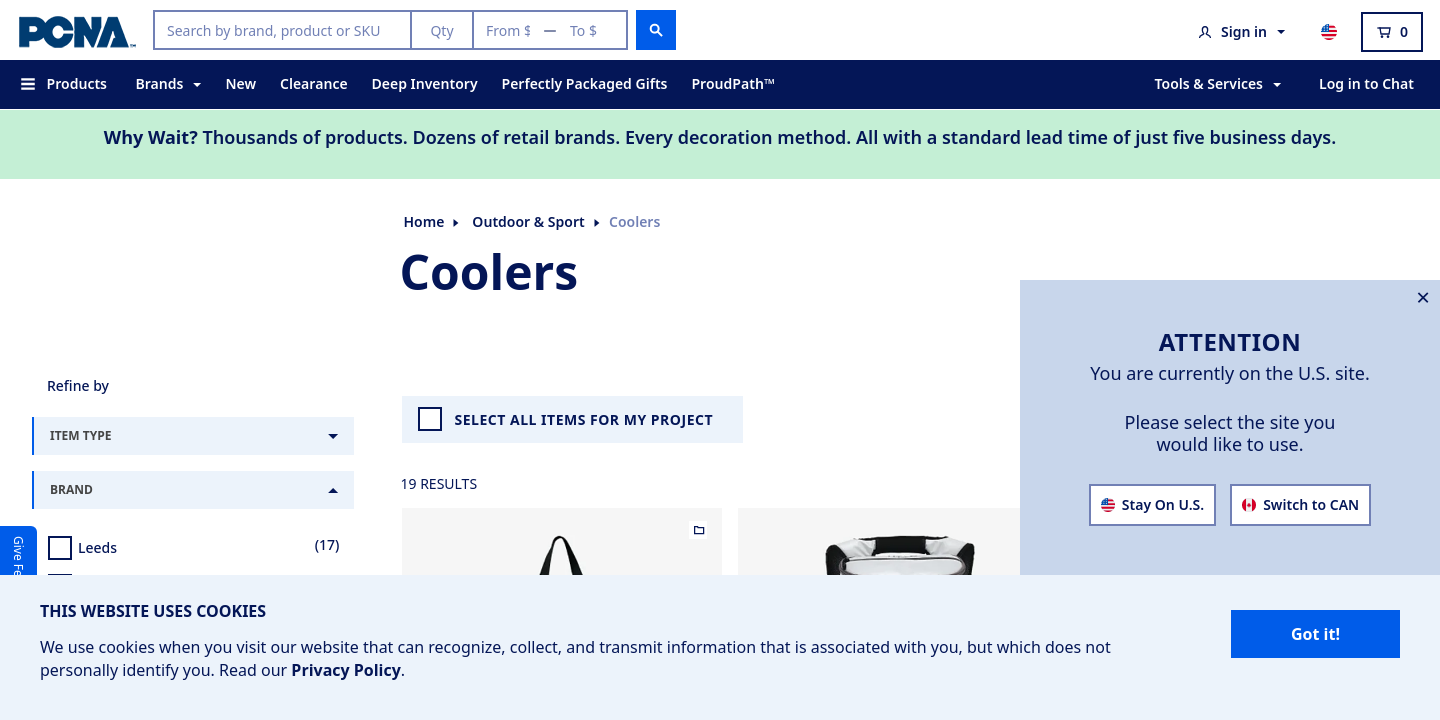 PCNA™
Search by brand, product or SKU
Qty
From $
To $
Sign in
0
Products
Brands
New
Clearance
Deep Inventory
Perfectly Packaged Gifts
ProudPath™
Tools & Services
Log in to Chat
Why Wait? Thousands of products. Dozens of retail brands. Every decoration method. All with a standard lead time of just five business days.
Home
Outdoor & Sport
Coolers
Coolers
ATTENTION
You are currently on the U.S. site.
Please select the site you
would like to use.
Stay On U.S.
Switch to CAN
Refine by
ITEM TYPE
BRAND
Leeds
(17)
SELECT ALL ITEMS FOR MY PROJECT
19 RESULTS
Give Fe
THIS WEBSITE USES COOKIES
We use cookies when you visit our website that can recognize, collect, and transmit information that is associated with you, but which does not
personally identify you. Read our Privacy Policy.
Got it!